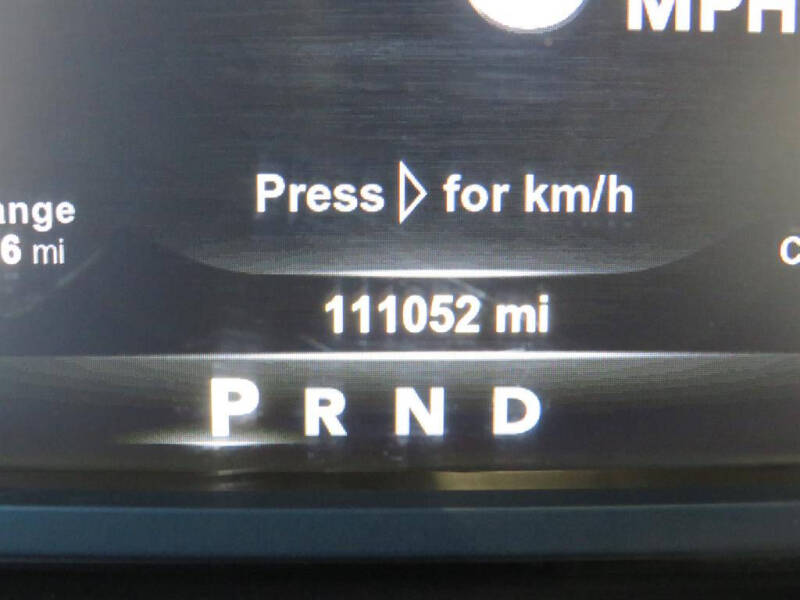 MPH
Press ▷ for km/h
ange
6 mi
C
111052 mi
P R N D